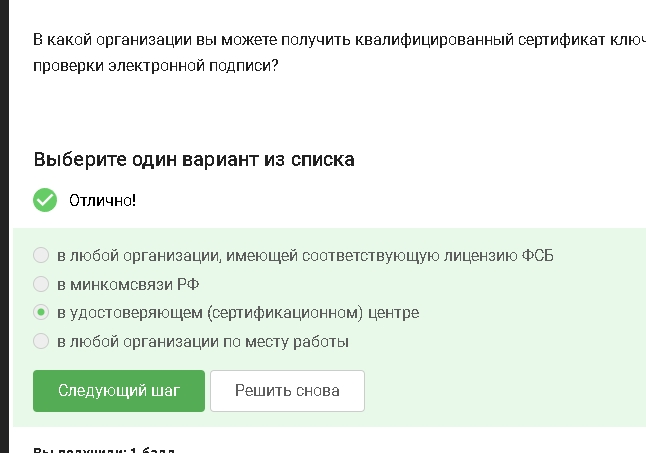 В какой организации вы можете получить квалифицированный сертификат ключ
проверки электронной подписи?
Выберите один вариант из списка
Отлично!
в любой организации, имеющей соответствующую лицензию ФСБ
в минкомсвязи РФ
в удостоверяющем (сертификационном) центре
в любой организации по месту работы
Следующий шаг
Решить снова
Вы получили: 1 балл